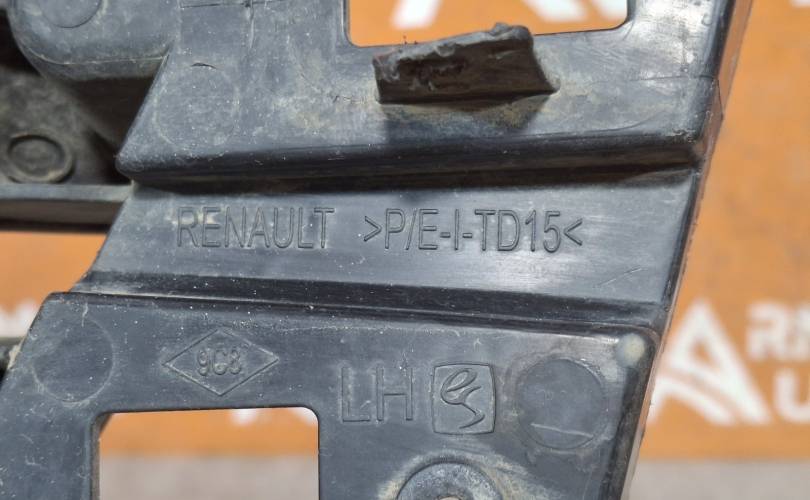 RENAULT >P/E-I-TD15<
9C8
LH